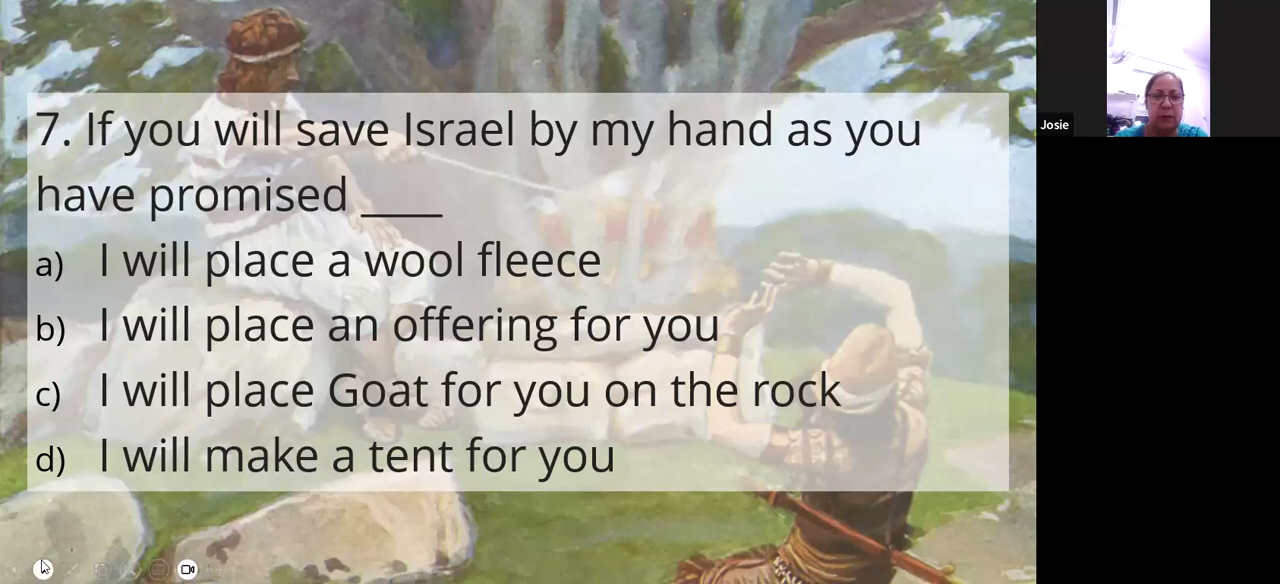 7. If you will save Israel by my hand as you
have promised ____
a) I will place a wool fleece
b) I will place an offering for you
c) I will place Goat for you on the rock
d) I will make a tent for you
Josie